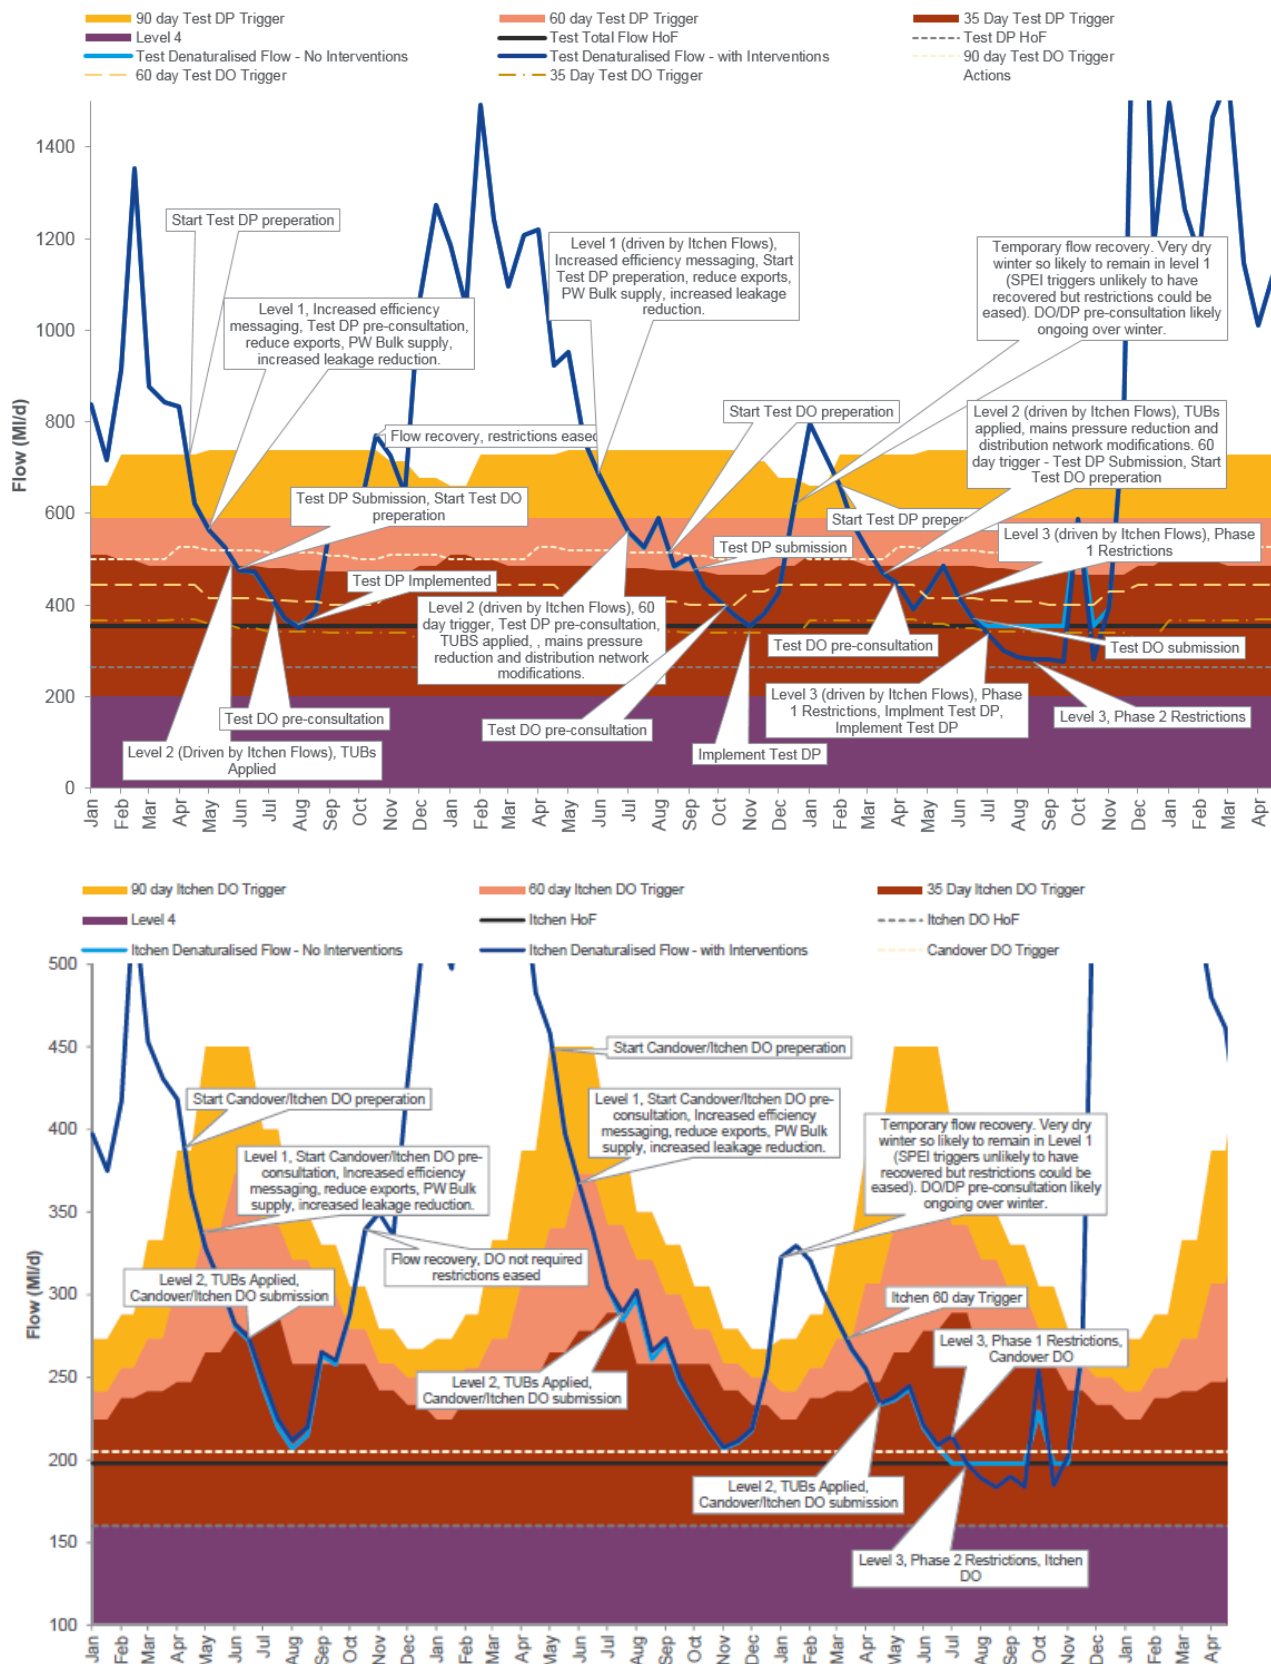 90 day Test DP Trigger
60 day Test DP Trigger
35 Day Test DP Trigger
Level 4
Test Total Flow HoF
Test DP HoF
Test Denaturalised Flow - No Interventions
Test Denaturalised Flow - with Interventions
90 day Test DO Trigger
60 day Test DO Trigger
35 Day Test DO Trigger
Actions
Flow (Ml/d)
1400
1200
1000
800
600
400
200
0
Start Test DP preperation
Level 1, Increased efficiency
messaging, Test DP pre-consultation,
reduce exports, PW Bulk supply,
increased leakage reduction.
Level 1 (driven by Itchen Flows),
Increased efficiency messaging, Start
Test DP preperation, reduce exports,
PW Bulk supply, increased leakage
reduction.
Temporary flow recovery. Very dry
winter so likely to remain in level 1
(SPEI triggers unlikely to have
recovered but restrictions could be
eased). DO/DP pre-consultation likely
ongoing over winter.
Flow recovery, restrictions eased
Start Test DO preperation
Level 2 (driven by Itchen Flows), TUBs
applied, mains pressure reduction and
distribution network modifications. 60
day trigger - Test DP Submission, Start
Test DO preperation
Test DP Submission, Start Test DO
preperation
Start Test DP prepe
Level 3 (driven by Itchen Flows), Phase
1 Restrictions
Test DP submission
Test DP Implemented
Level 2 (driven by Itchen Flows), 60
day trigger, Test DP pre-consultation,
TUBS applied, , mains pressure
reduction and distribution network
modifications.
Test DO pre-consultation
Test DO submission
Test DO pre-consultation
Level 3 (driven by Itchen Flows), Phase
1 Restrictions, Implment Test DP,
Implement Test DP
Level 3, Phase 2 Restrictions
Test DO pre-consultation
Level 2 (Driven by Itchen Flows), TUBs
Applied
Implement Test DP
Jan Feb Mar Apr May Jun Jul Aug Sep Oct Nov Dec Jan Feb Mar Apr May Jun Jul Aug Sep Oct Nov Dec Jan Feb Mar Apr May Jun Jul Aug Sep Oct Nov Dec Jan Feb Mar Apr
90 day Itchen DO Trigger
60 day Itchen DO Trigger
35 Day Itchen DO Trigger
Level 4
Itchen HoF
Itchen DO HoF
Itchen Denaturalised Flow - No Interventions
Itchen Denaturalised Flow - with Interventions
Candover DO Trigger
Flow (Ml/d)
500
450
400
350
300
250
200
150
100
Start Candover/Itchen DO preperation
Start Candover/Itchen DO preperation
Level 1, Start Candover/Itchen DO pre-
consultation, Increased efficiency
messaging, reduce exports, PW Bulk
supply, increased leakage reduction.
Level 1, Start Candover/Itchen DO pre-
consultation, Increased efficiency
messaging, reduce exports, PW Bulk
supply, increased leakage reduction.
Temporary flow recovery. Very dry
winter so likely to remain in Level 1
(SPEI triggers unlikely to have
recovered but restrictions could be
eased). DO/DP pre-consultation likely
ongoing over winter.
Flow recovery, DO not required
restrictions eased
Level 2, TUBs Applied,
Candover/Itchen DO submission
Itchen 60 day Trigger
Level 3, Phase 1 Restrictions,
Candover DO
Level 2, TUBs Applied,
Candover/Itchen DO submission
Level 2, TUBs Applied,
Candover/Itchen DO submission
Level 3, Phase 2 Restrictions, Itchen
DO
Jan Feb Mar Apr May Jun Jul Aug Sep Oct Nov Dec Jan Feb Mar Apr May Jun Jul Aug Sep Oct Nov Dec Jan Feb Mar Apr May Jun Jul Aug Sep Oct Nov Dec Jan Feb Mar Apr